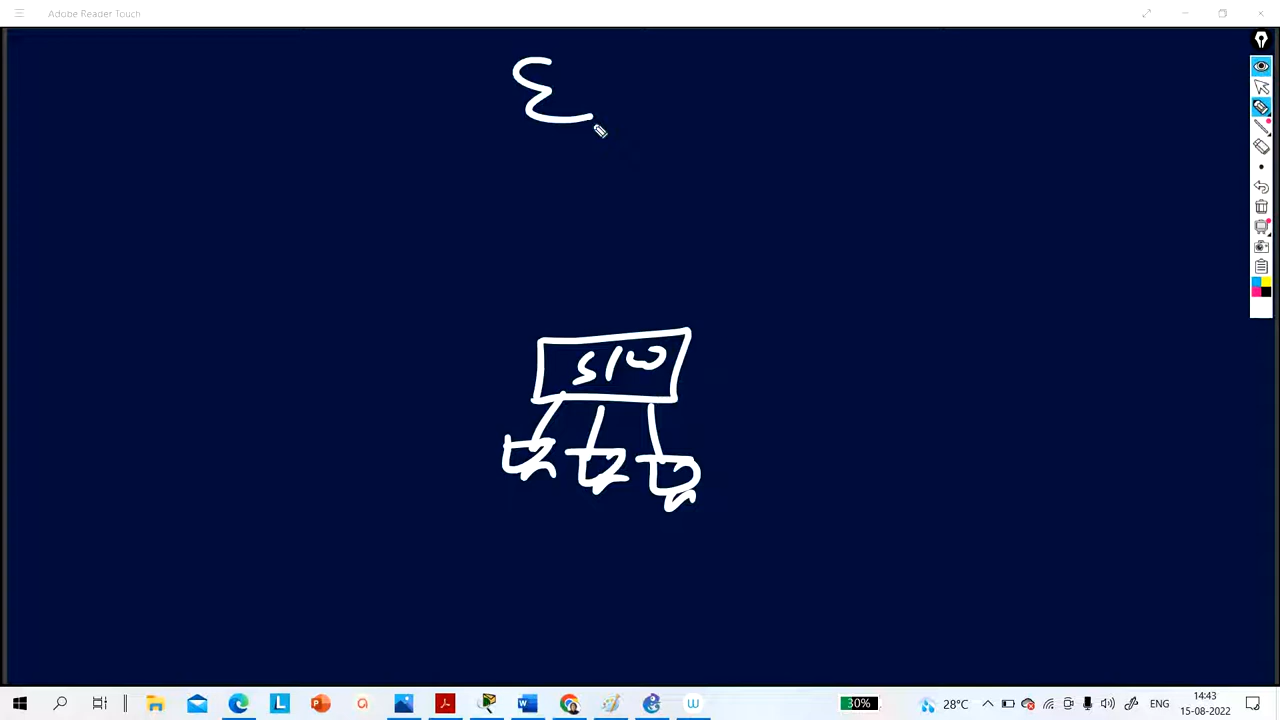 Adobe Reader Touch
E
S/W
30%
28°C
ENG
14:43
15-08-2022